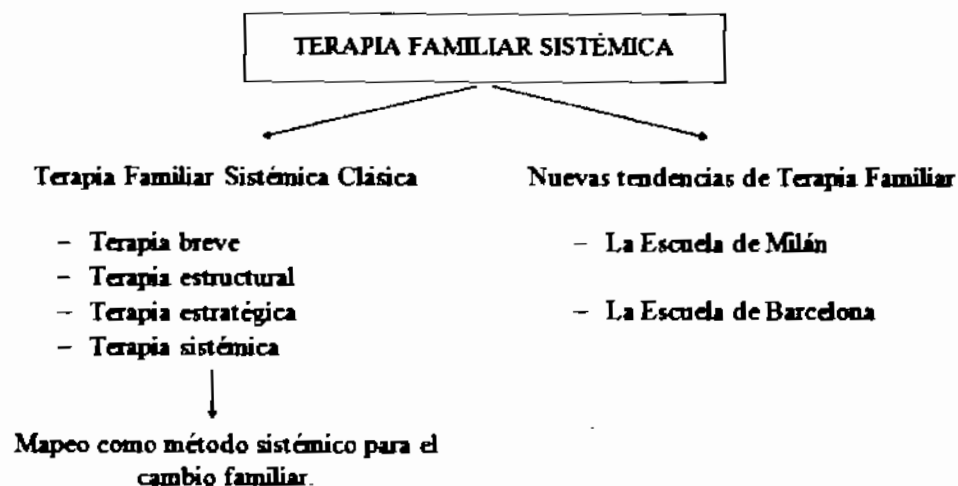 TERAPIA FAMILIAR SISTÉMICA
Terapia Familiar Sistémica Clásica
– Terapia breve
– Terapia estructural
– Terapia estratégica
– Terapia sistémica
Mapeo como método sistémico para el
cambio familiar.
Nuevas tendencias de Terapia Familiar
– La Escuela de Milán
– La Escuela de Barcelona